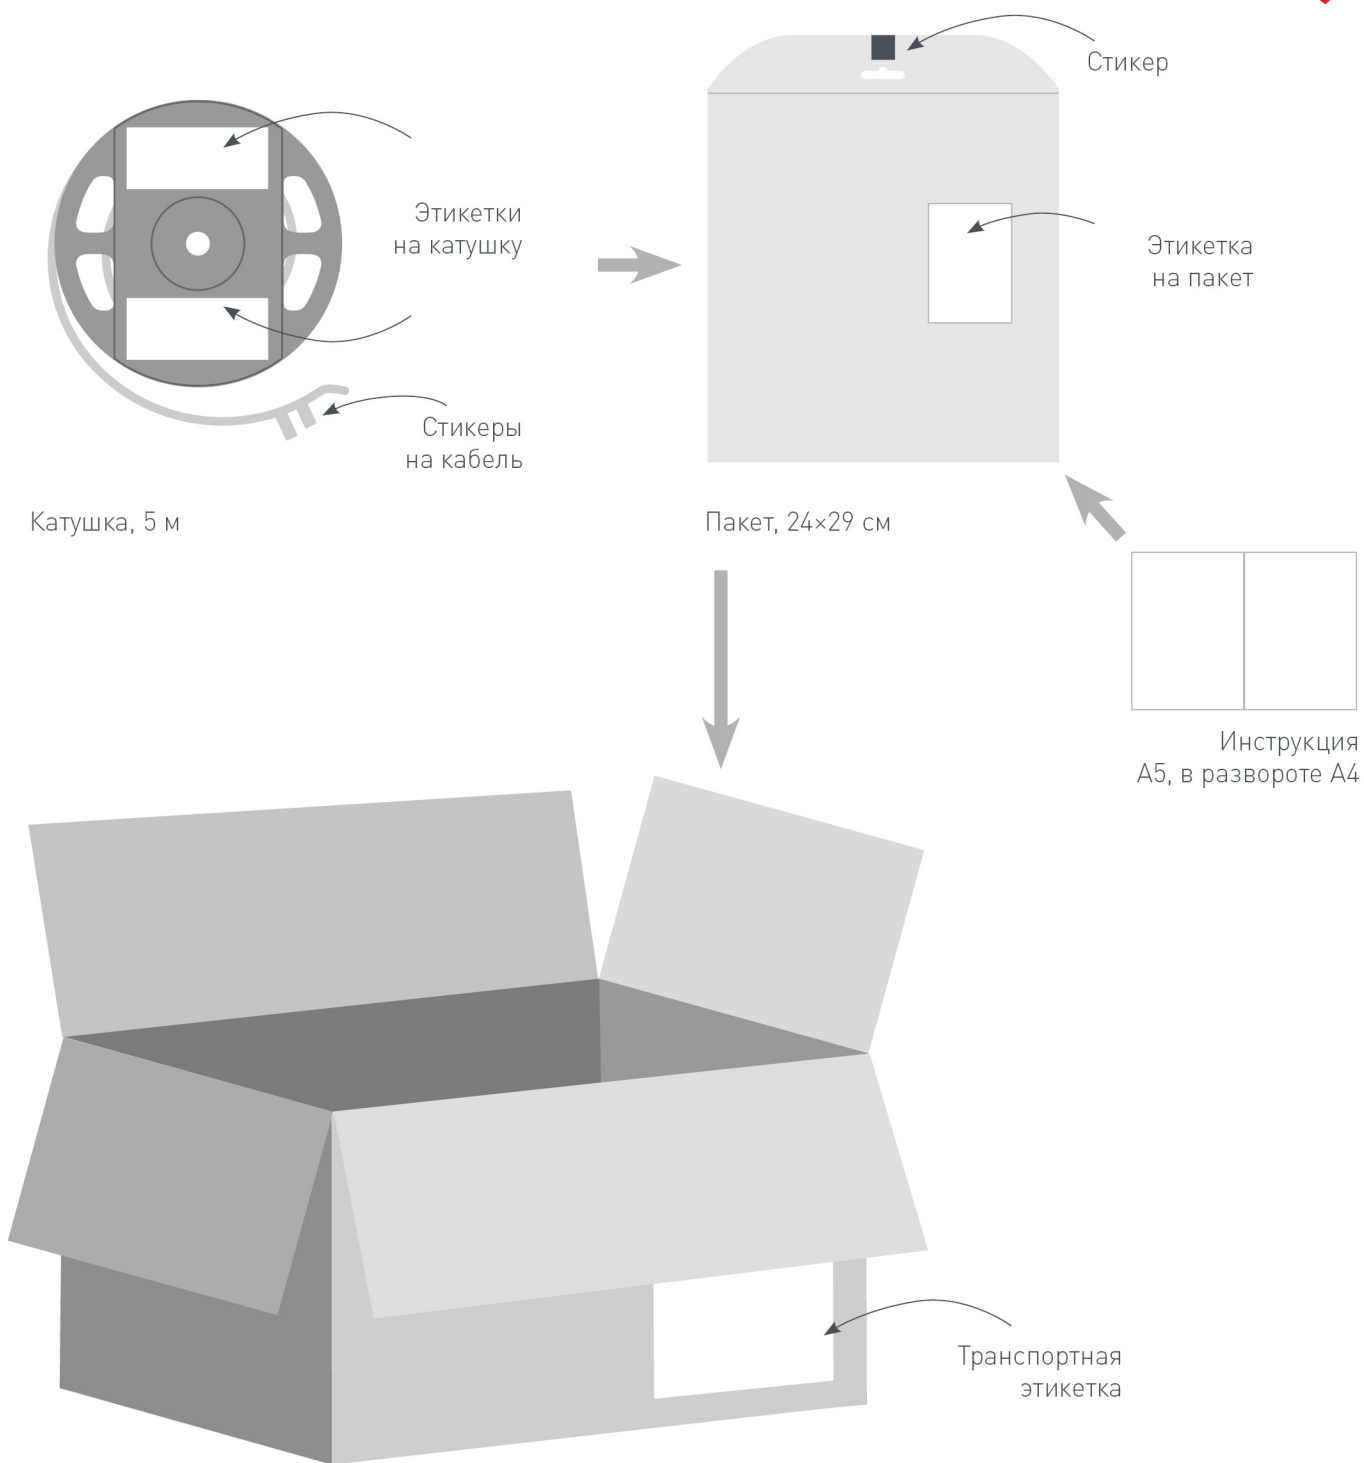 Стикер
Этикетки
на катушку
Этикетка
на пакет
Стикеры
на кабель
Катушка, 5 м
Пакет, 24×29 см
Инструкция
А5, в развороте А4
Транспортная
этикетка